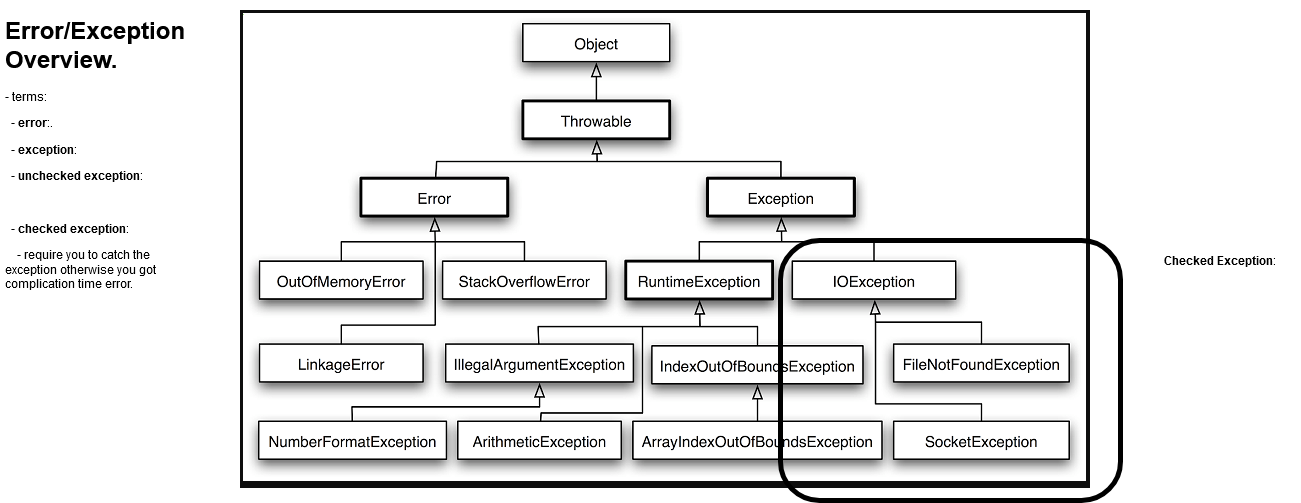 Error/Exception
Overview.
- terms:
- error:.
- exception:
- unchecked exception:
- checked exception:
- require you to catch the
exception otherwise you got
complication time error.
Object
Throwable
Error
Exception
OutOfMemoryError
StackOverflowError
RuntimeException
IOException
LinkageError
IllegalArgumentException
IndexOutOfBoundsException
FileNotFoundException
NumberFormatException
ArithmeticException
ArrayIndexOutOfBoundsException
SocketException
Checked Exception: